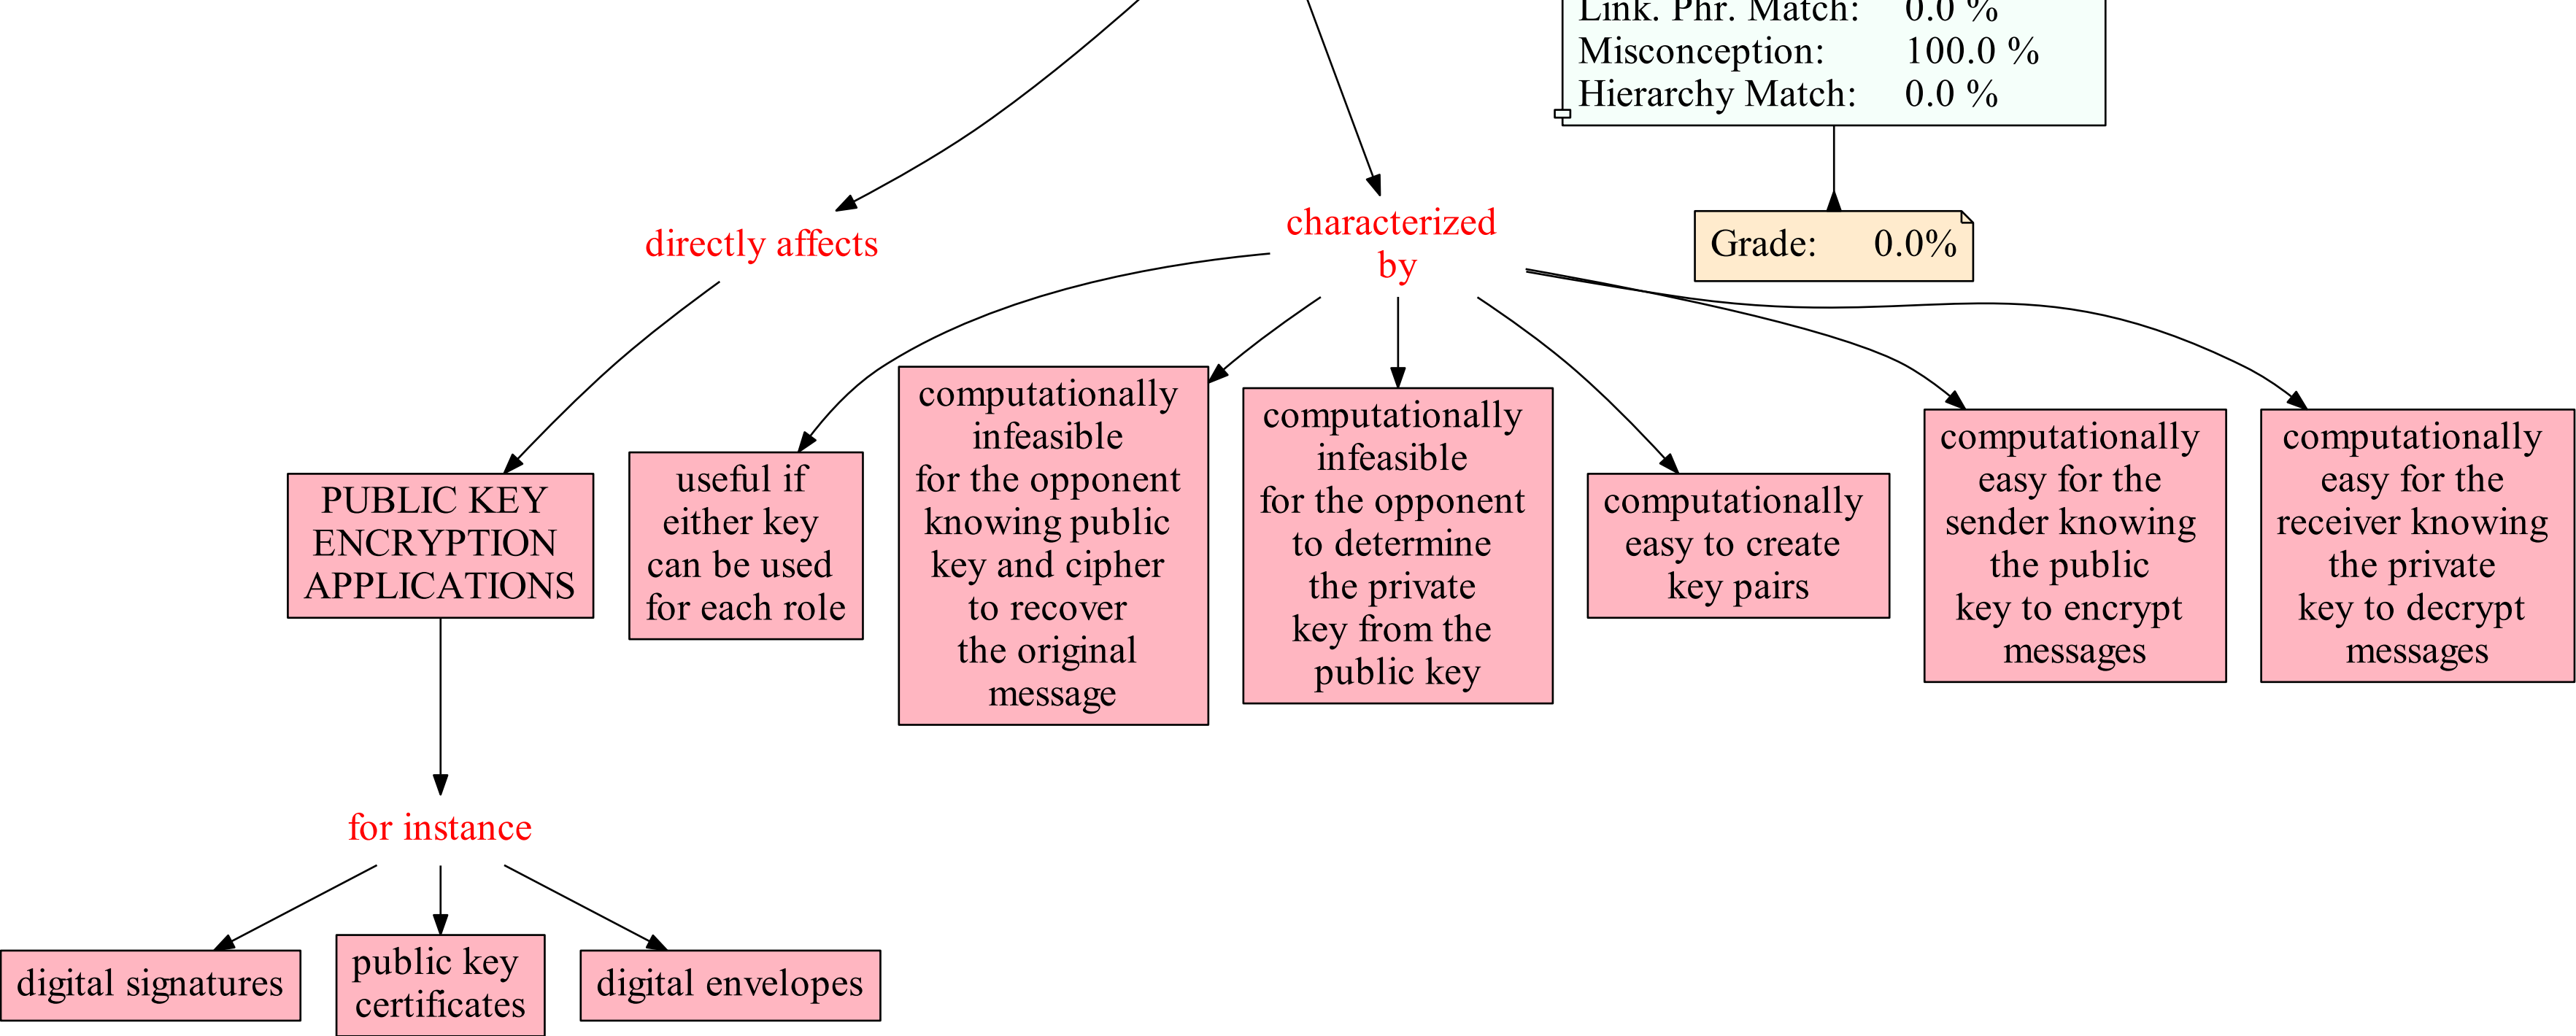 Link. Phr. Match: 0.0 %
Misconception: 100.0 %
Hierarchy Match: 0.0 %
directly affects
characterized
by
Grade: 0.0%
PUBLIC KEY
ENCRYPTION
APPLICATIONS
useful if
either key
can be used
for each role
computationally
infeasible
for the opponent
knowing public
key and cipher
to recover
the original
message
computationally
infeasible
for the opponent
to determine
the private
key from the
public key
computationally
easy to create
key pairs
computationally
easy for the
sender knowing
the public
key to encrypt
messages
computationally
easy for the
receiver knowing
the private
key to decrypt
messages
for instance
digital signatures
public key
certificates
digital envelopes